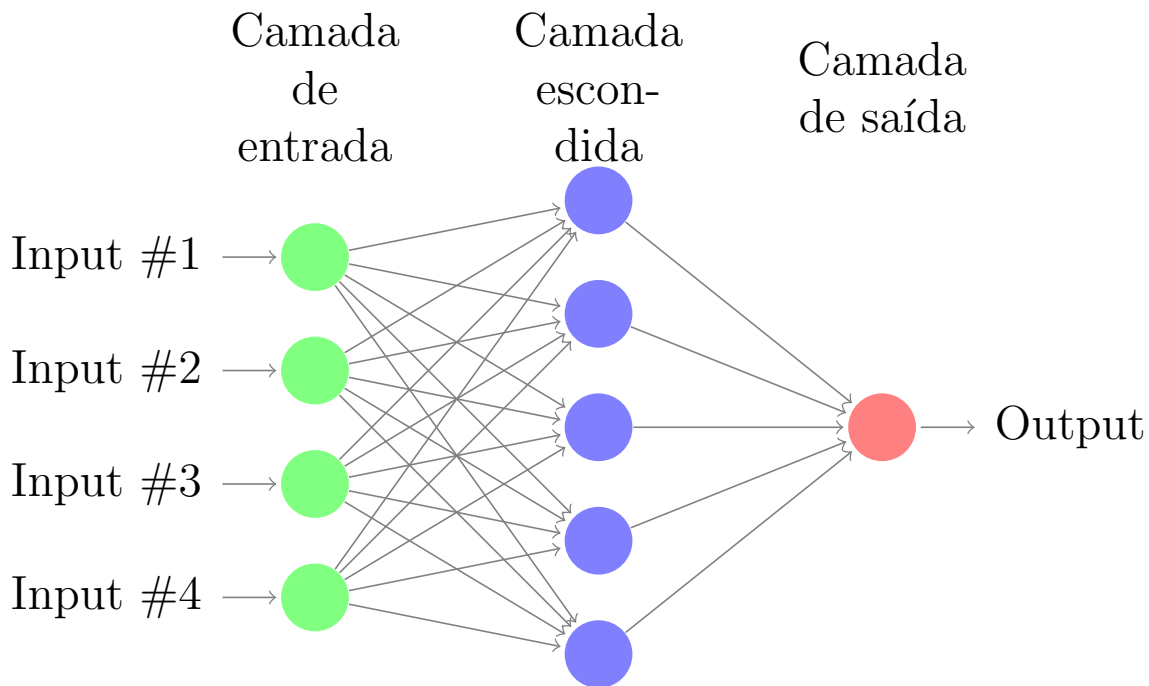 Camada
de
entrada
Camada
escon-
dida
Camada
de saída
Input #1
Input #2
Input #3
Input #4
Output